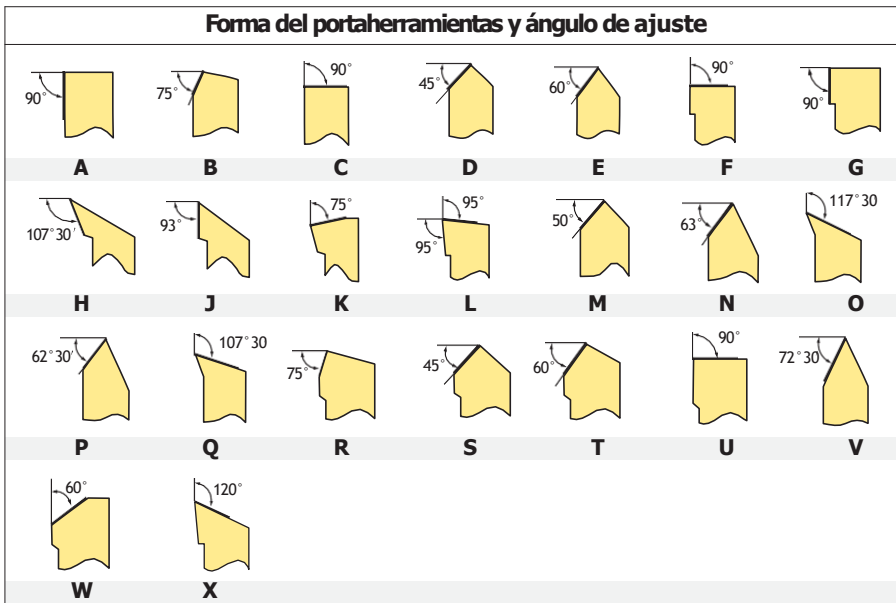 Forma del portaherramientas y ángulo de ajuste
90° 75° 90° 45° 60° 90° 90°
A B C D E F G
107°30′ 93° 75° 95° 95° 50° 63° 117°30
H J K L M N O
62°30′ 107°30 75° 45° 60° 90° 72°30
P Q R S T U V
60° 120°
W X